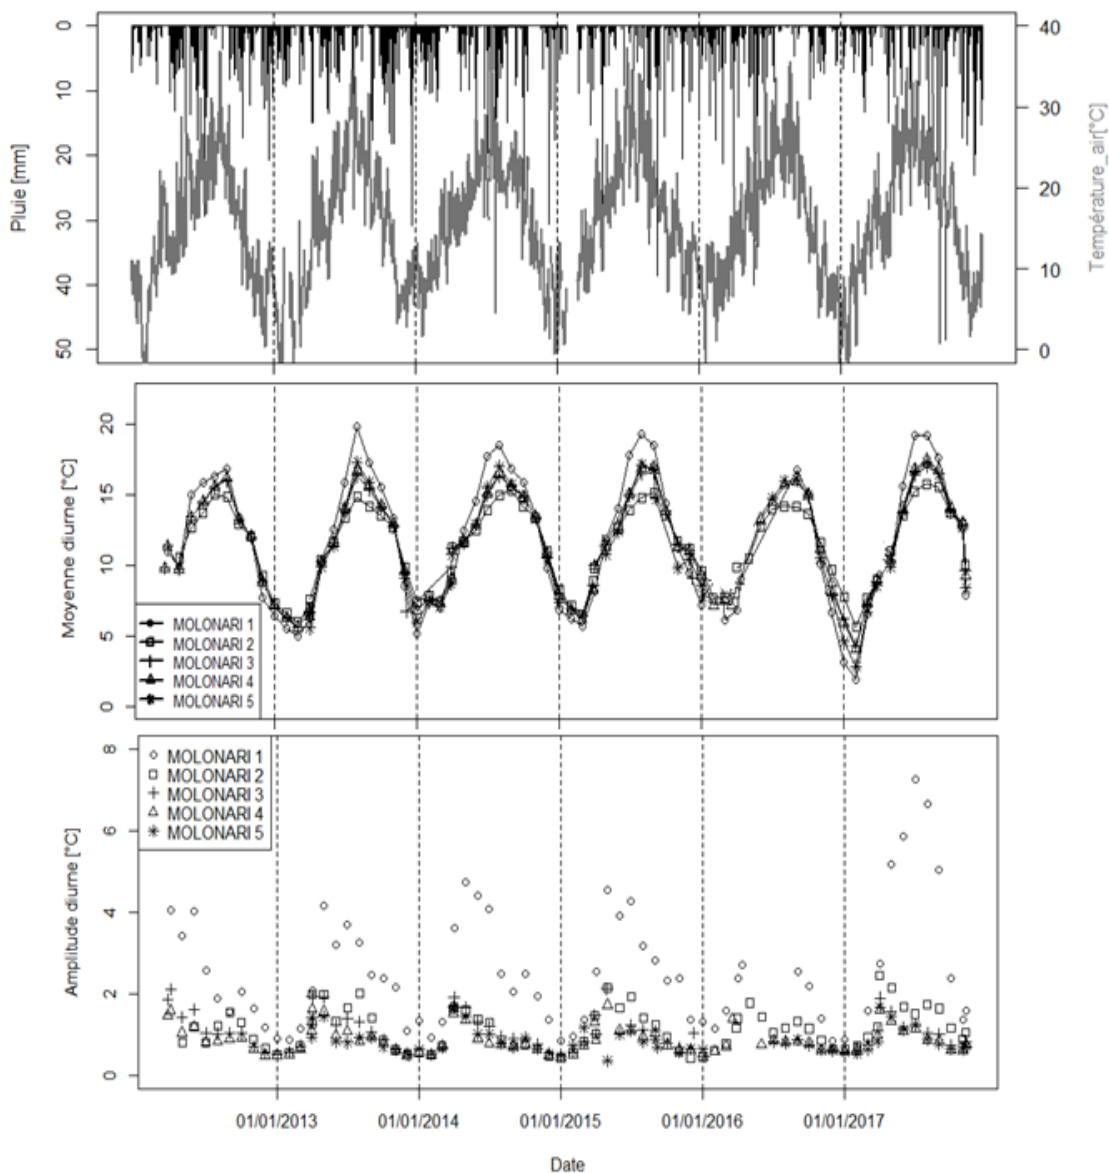 0
10
20
30
40
50
Pluie [mm]
40
30
20
10
0
Température_air[°C]
20
15
10
5
0
Moyenne diurne [°C]
MOLONARI 1
MOLONARI 2
MOLONARI 3
MOLONARI 4
MOLONARI 5
8
6
4
2
0
Amplitude diurne [°C]
MOLONARI 1
MOLONARI 2
MOLONARI 3
MOLONARI 4
MOLONARI 5
01/01/2013
01/01/2014
01/01/2015
01/01/2016
01/01/2017
Date